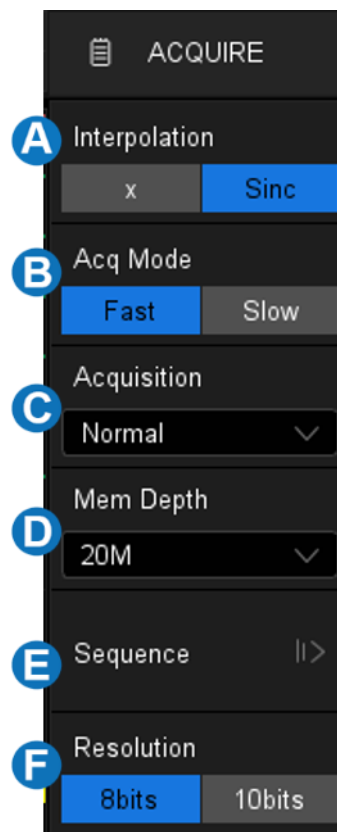 ACQUIRE
A Interpolation
x Sinc
B Acq Mode
Fast Slow
Acquisition
C Normal
Mem Depth
D 20M
E Sequence
Resolution
F 8bits 10bits